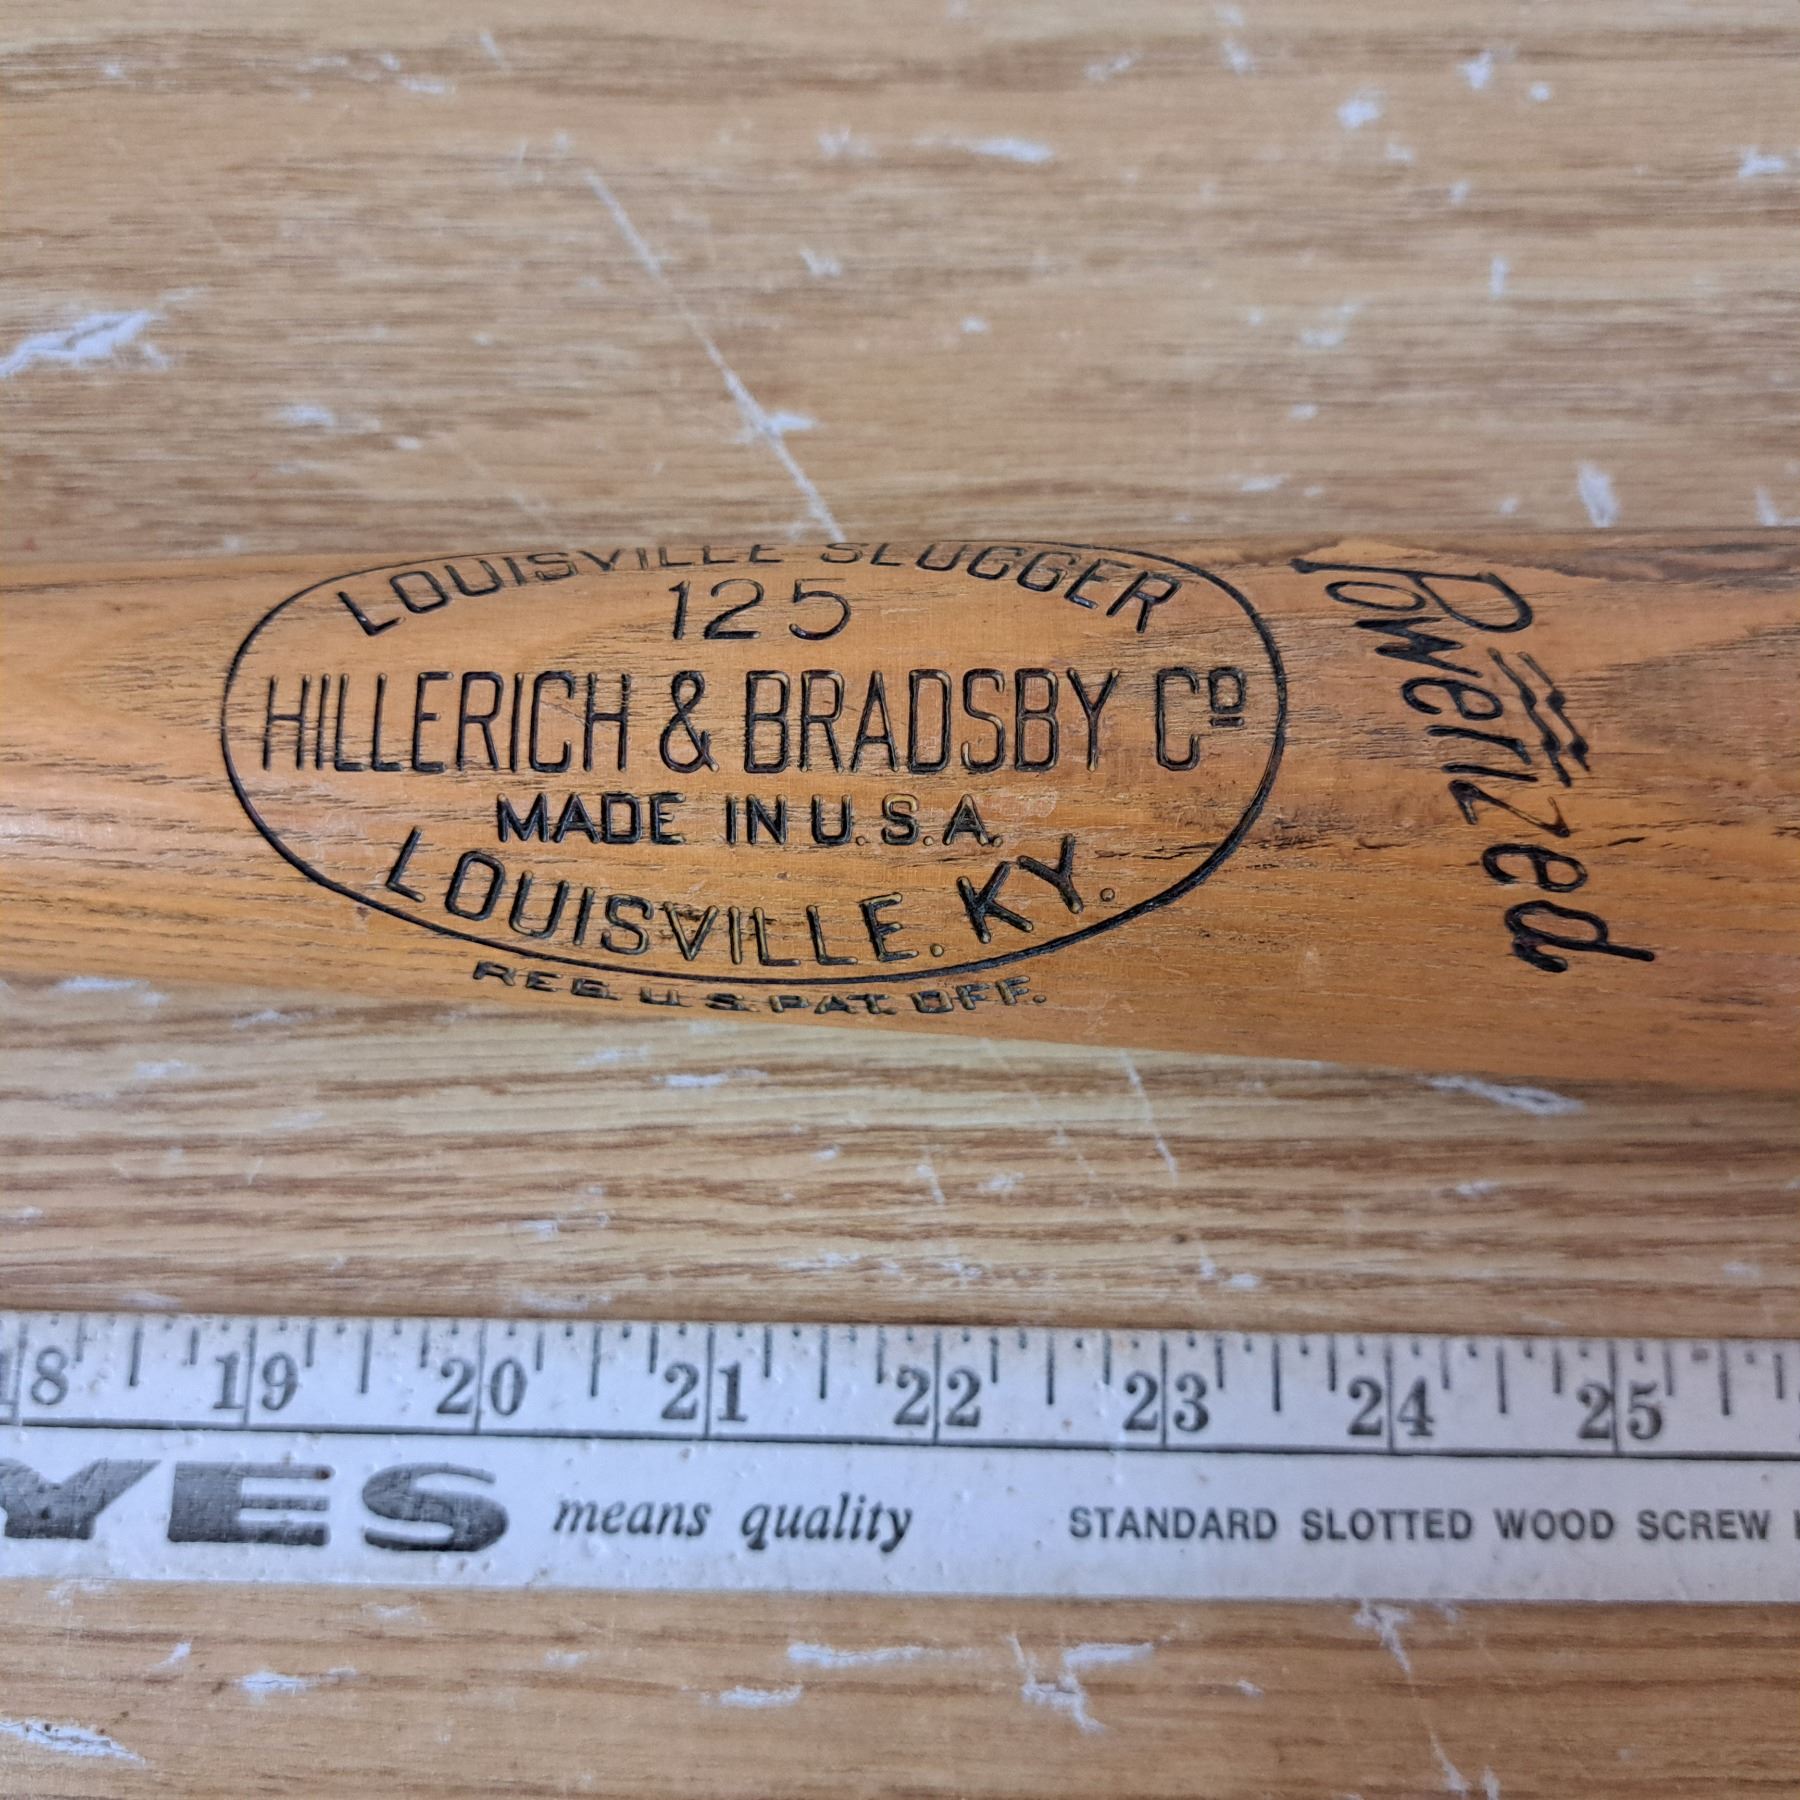 LOUISVILLE SLUGGER
125
HILLERICH & BRADSBY Cº
MADE IN U.S.A.
LOUISVILLE. KY.
REG. U.S. PAT. OFF.
Powerized
18 19 20 21 22 23 24 25
YES means quality STANDARD SLOTTED WOOD SCREW